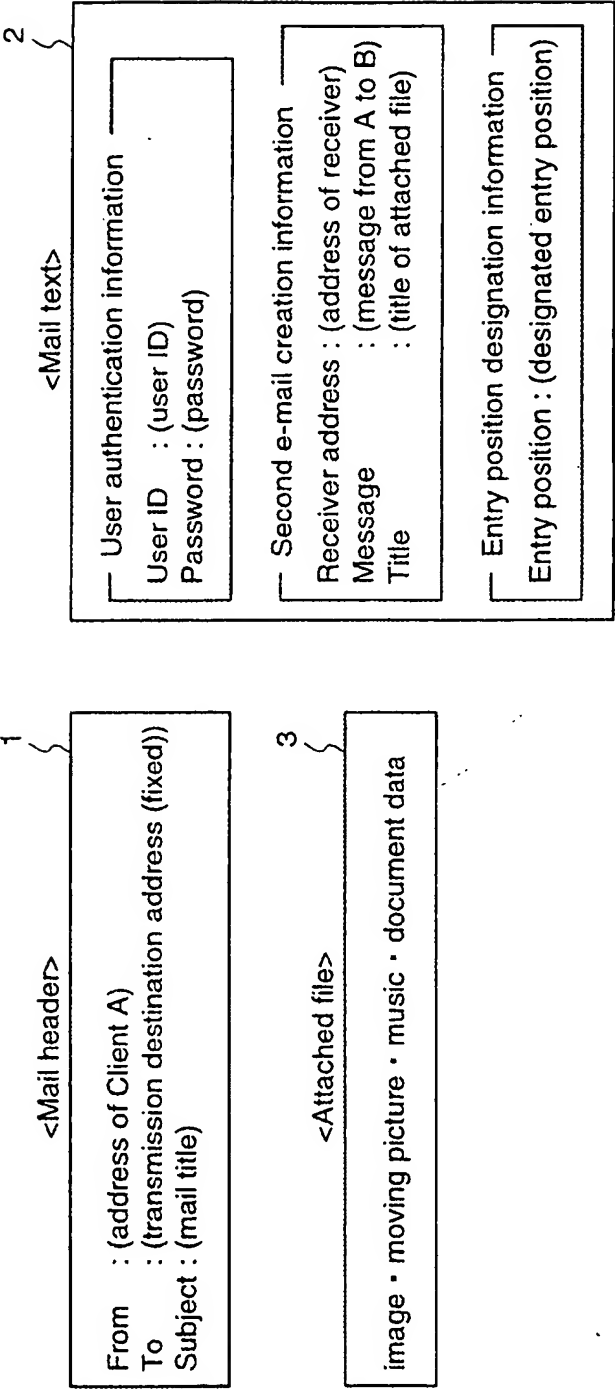 <Mail header>
1
From : (address of Client A)
To : (transmission destination address (fixed))
Subject : (mail title)
<Attached file>
3
image・moving picture・music・document data
<Mail text>
2
User authentication information
User ID : (user ID)
Password : (password)
Second e-mail creation information
Receiver address : (address of receiver)
Message : (message from A to B)
Title : (title of attached file)
Entry position designation information
Entry position : (designated entry position)